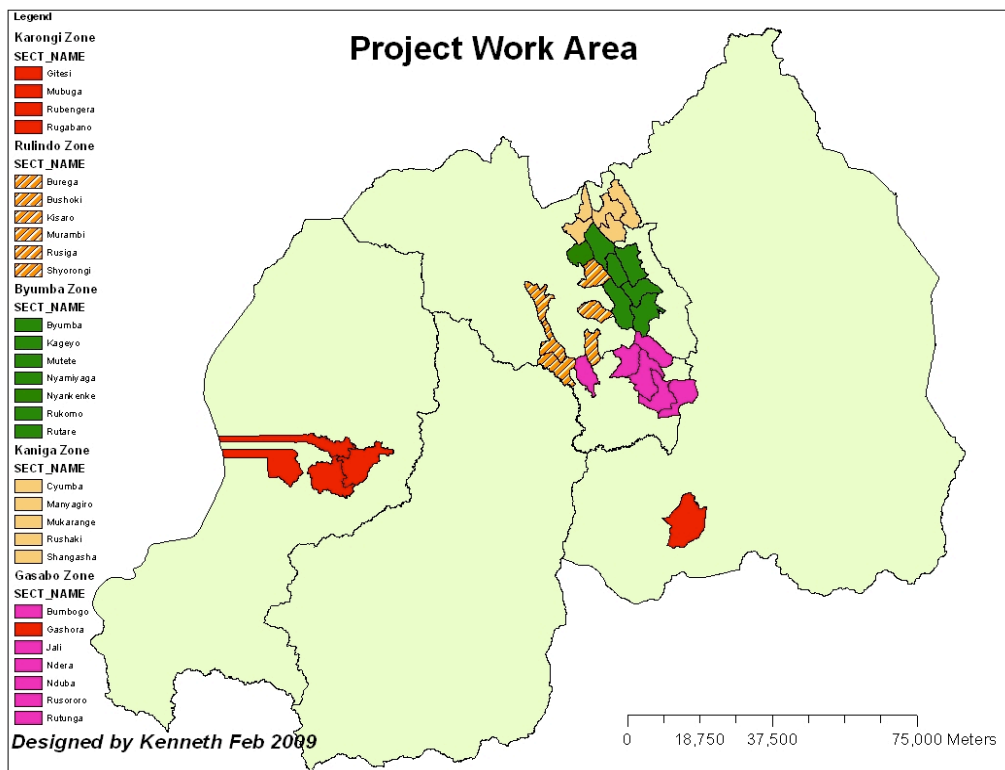 Legend
Project Work Area
Karongi Zone
SECT_NAME
Gitesi
Mubuga
Rubengera
Rugabano
Rulindo Zone
SECT_NAME
Burega
Bushoki
Kisaro
Murambi
Rusiga
Shyorongi
Byumba Zone
SECT_NAME
Byumba
Kageyo
Mutete
Nyamiyaga
Nyankenke
Rukomo
Rutare
Kaniga Zone
SECT_NAME
Cyumba
Manyagiro
Mukarange
Rushaki
Shangasha
Gasabo Zone
SECT_NAME
Bumbogo
Gashora
Jali
Ndera
Nduba
Rusororo
Rutunga
Designed by Kenneth Feb 2009
0 18,750 37,500 75,000 Meters